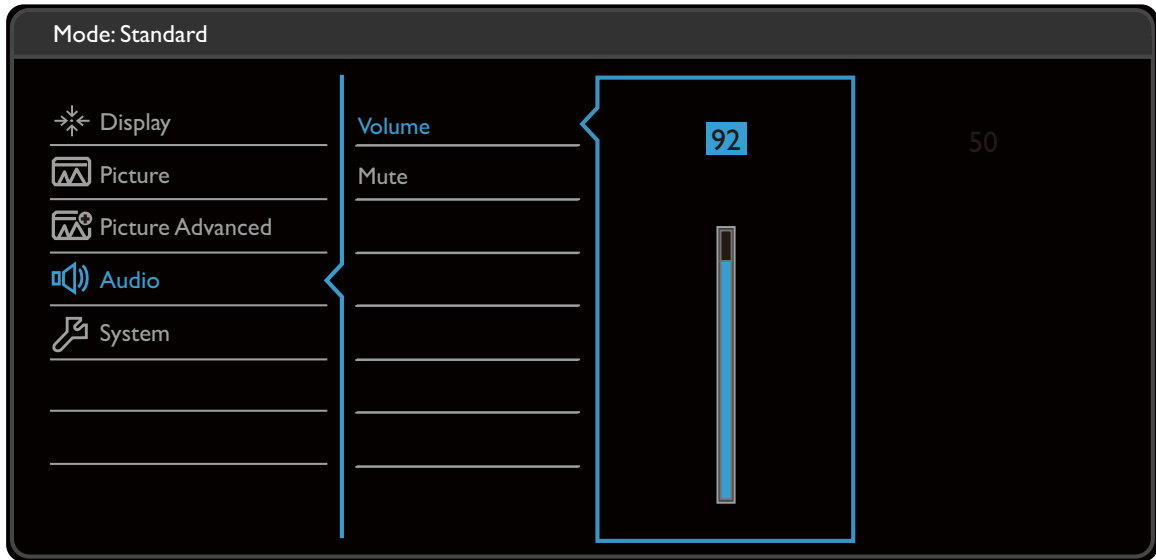 Mode: Standard
Display
Picture
Picture Advanced
Audio
System
Volume
Mute
92
50